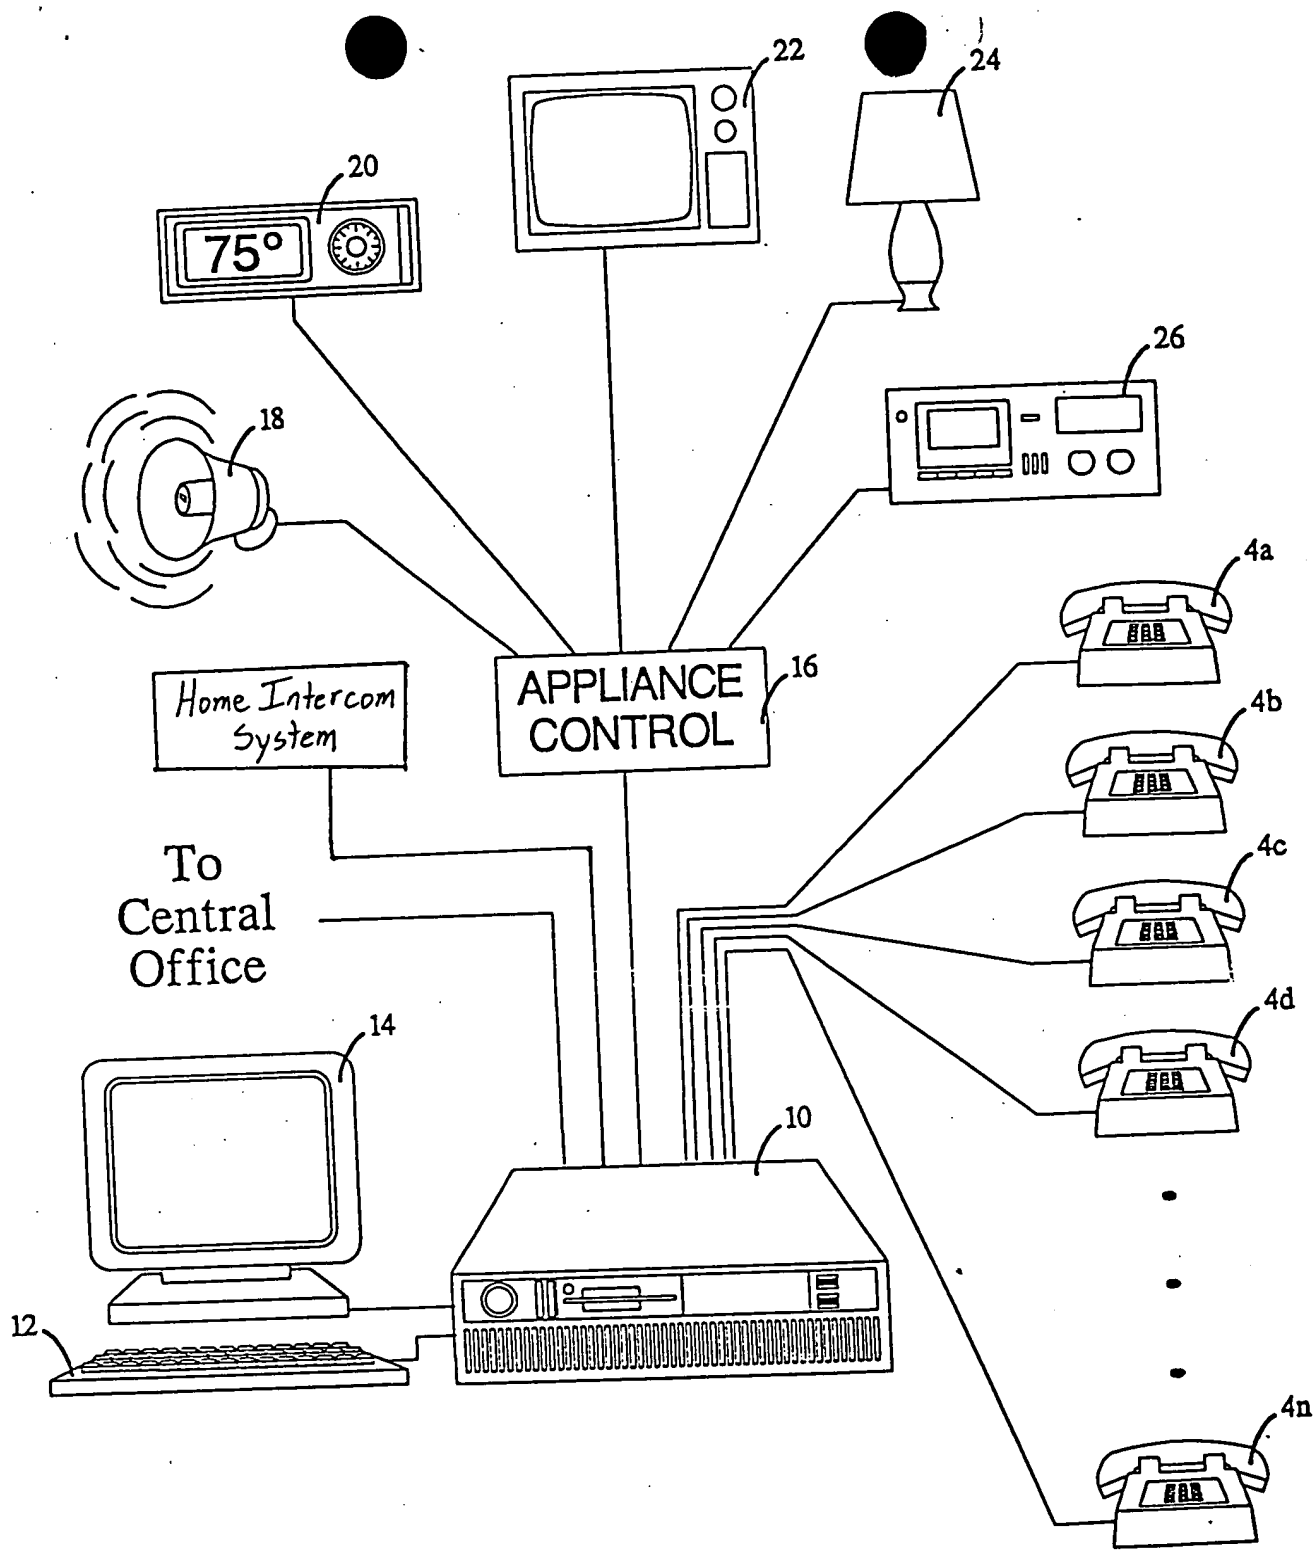 22
24
20
75°
26
18
4a
APPLIANCE
CONTROL
16
Home Intercom
System
4b
To
Central
Office
4c
4d
14
10
12
4n